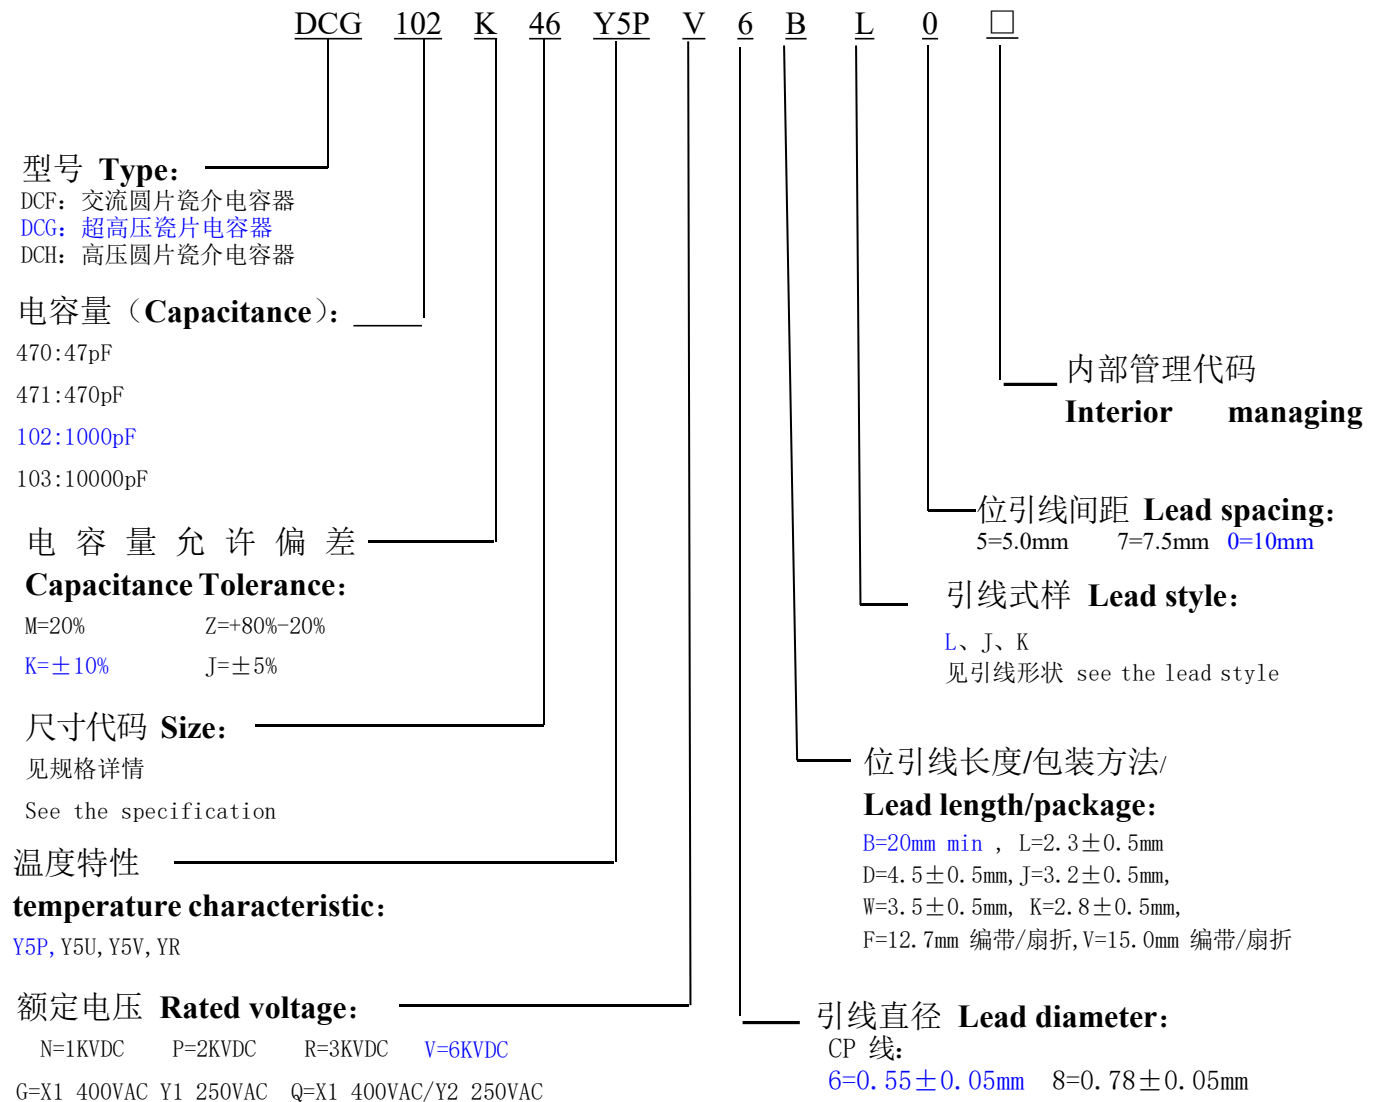 DCG 102 K 46 Y5P V 6 B L 0 □
型号 Type：
DCF：交流圆片瓷介电容器
DCG：超高压瓷片电容器
DCH：高压圆片瓷介电容器
电容量（Capacitance）：
470:47pF
471:470pF
102:1000pF
103:10000pF
电容量允许偏差
Capacitance Tolerance：
M=20% Z=+80%-20%
K=±10% J=±5%
尺寸代码 Size：
见规格详情
See the specification
温度特性
temperature characteristic：
Y5P,Y5U,Y5V,YR
额定电压 Rated voltage：
N=1KVDC P=2KVDC R=3KVDC V=6KVDC
G=X1 400VAC Y1 250VAC Q=X1 400VAC/Y2 250VAC
内部管理代码
Interior managing
位引线间距 Lead spacing：
5=5.0mm 7=7.5mm 0=10mm
引线式样 Lead style：
L、J、K
见引线形状 see the lead style
位引线长度/包装方法/
Lead length/package：
B=20mm min , L=2.3±0.5mm
D=4.5±0.5mm,J=3.2±0.5mm,
W=3.5±0.5mm, K=2.8±0.5mm,
F=12.7mm 编带/扇折,V=15.0mm 编带/扇折
引线直径 Lead diameter：
CP 线：
6=0.55±0.05mm 8=0.78±0.05mm